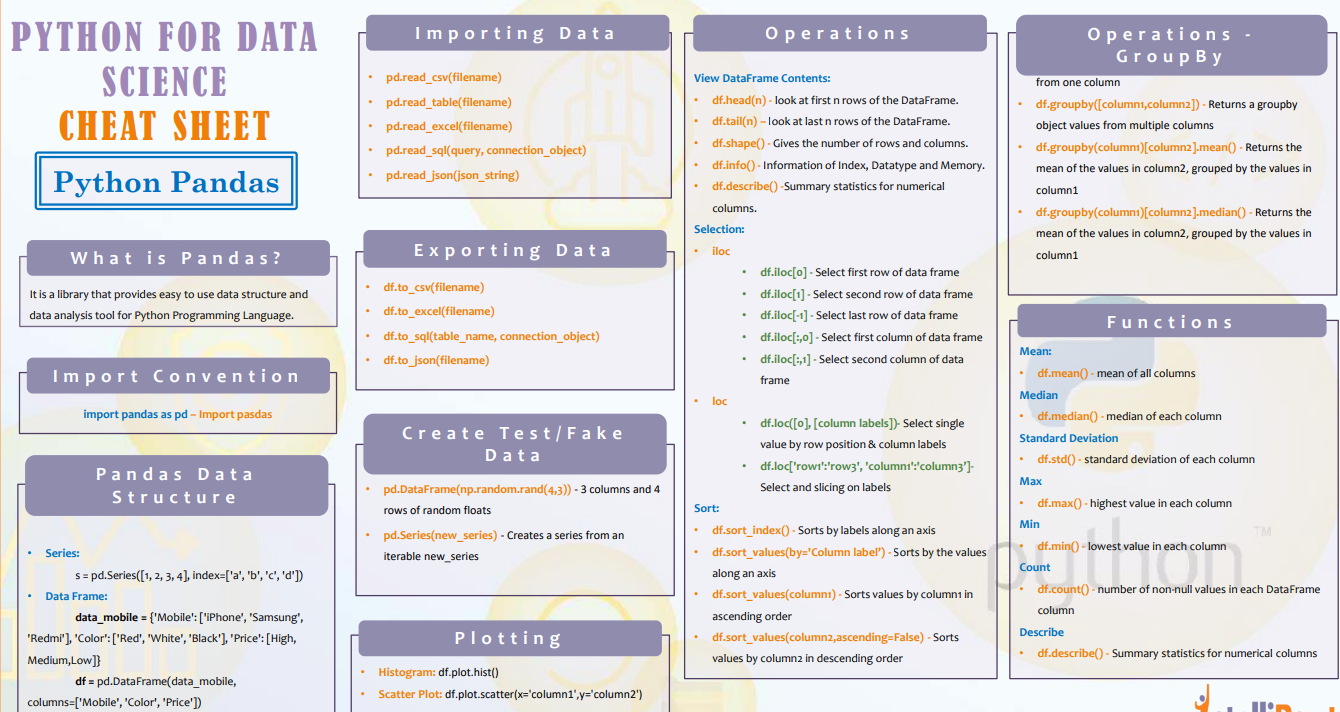 PYTHON FOR DATA
SCIENCE
CHEAT SHEET
Python Pandas
What is Pandas?
It is a library that provides easy to use data structure and
data analysis tool for Python Programming Language.
Import Convention
import pandas as pd – Import pasdas
Pandas Data
Structure
• Series:
s = pd.Series([1, 2, 3, 4], index=['a', 'b', 'c', 'd'])
• Data Frame:
data_mobile = {'Mobile': ['iPhone', 'Samsung',
'Redmi'], 'Color': ['Red', 'White', 'Black'], 'Price': [High,
Medium,Low]}
df = pd.DataFrame(data_mobile,
columns=['Mobile', 'Color', 'Price'])
Importing Data
• pd.read_csv(filename)
• pd.read_table(filename)
• pd.read_excel(filename)
• pd.read_sql(query, connection_object)
• pd.read_json(json_string)
Exporting Data
• df.to_csv(filename)
• df.to_excel(filename)
• df.to_sql(table_name, connection_object)
• df.to_json(filename)
Create Test/Fake
Data
• pd.DataFrame(np.random.rand(4,3)) - 3 columns and 4
rows of random floats
• pd.Series(new_series) - Creates a series from an
iterable new_series
Plotting
• Histogram: df.plot.hist()
• Scatter Plot: df.plot.scatter(x='column1',y='column2')
Operations
View DataFrame Contents:
• df.head(n) - look at first n rows of the DataFrame.
• df.tail(n) – look at last n rows of the DataFrame.
• df.shape() - Gives the number of rows and columns.
• df.info() - Information of Index, Datatype and Memory.
• df.describe() -Summary statistics for numerical
columns.
Selection:
• iloc
• df.iloc[0] - Select first row of data frame
• df.iloc[1] - Select second row of data frame
• df.iloc[-1] - Select last row of data frame
• df.iloc[:,0] - Select first column of data frame
• df.iloc[:,1] - Select second column of data
frame
• loc
• df.loc([0], [column labels])- Select single
value by row position & column labels
• df.loc['row1':'row3', 'column1':'column3']-
Select and slicing on labels
Sort:
• df.sort_index() - Sorts by labels along an axis
• df.sort_values(by='Column label') - Sorts by the values
along an axis
• df.sort_values(column1) - Sorts values by column1 in
ascending order
• df.sort_values(column2,ascending=False) - Sorts
values by column2 in descending order
Operations -
GroupBy
from one column
• df.groupby([column1,column2]) - Returns a groupby
object values from multiple columns
• df.groupby(column1)[column2].mean() - Returns the
mean of the values in column2, grouped by the values in
column1
• df.groupby(column1)[column2].median() - Returns the
mean of the values in column2, grouped by the values in
column1
Functions
Mean:
• df.mean() - mean of all columns
Median
• df.median() - median of each column
Standard Deviation
• df.std() - standard deviation of each column
Max
• df.max() - highest value in each column
Min
• df.min() - lowest value in each column
Count
• df.count() - number of non-null values in each DataFrame
column
Describe
• df.describe() - Summary statistics for numerical columns
python
TM